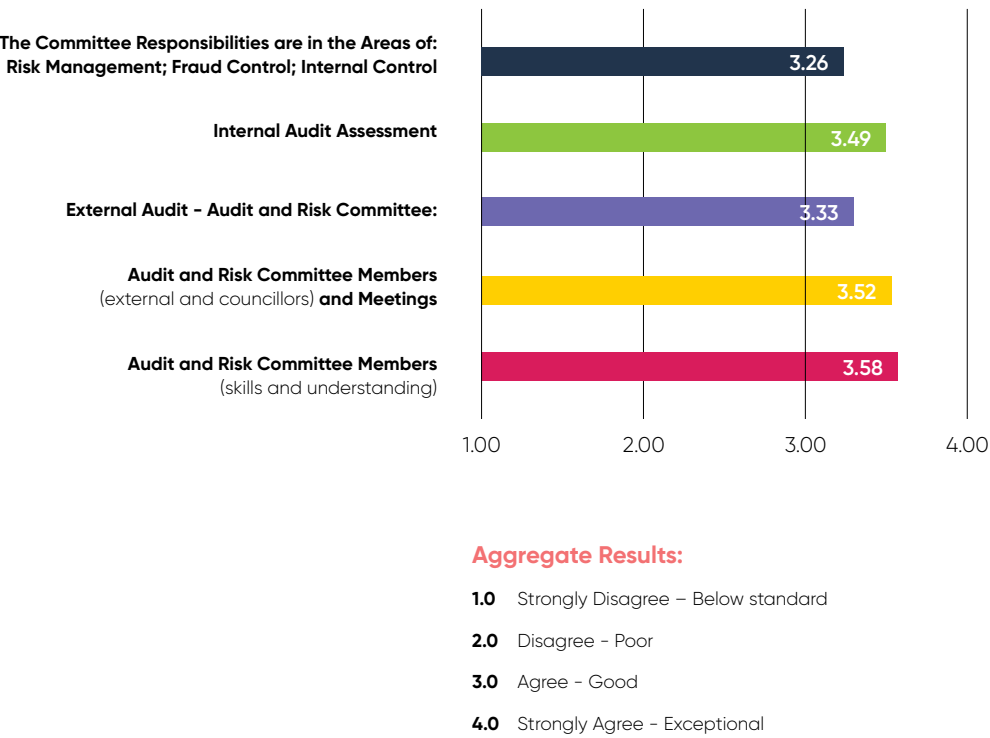 The Committee Responsibilities are in the Areas of:
Risk Management; Fraud Control; Internal Control
3.26
Internal Audit Assessment
3.49
External Audit - Audit and Risk Committee:
3.33
Audit and Risk Committee Members
(external and councillors) and Meetings
3.52
Audit and Risk Committee Members
(skills and understanding)
3.58
1.00 2.00 3.00 4.00
Aggregate Results:
1.0 Strongly Disagree – Below standard
2.0 Disagree - Poor
3.0 Agree - Good
4.0 Strongly Agree - Exceptional